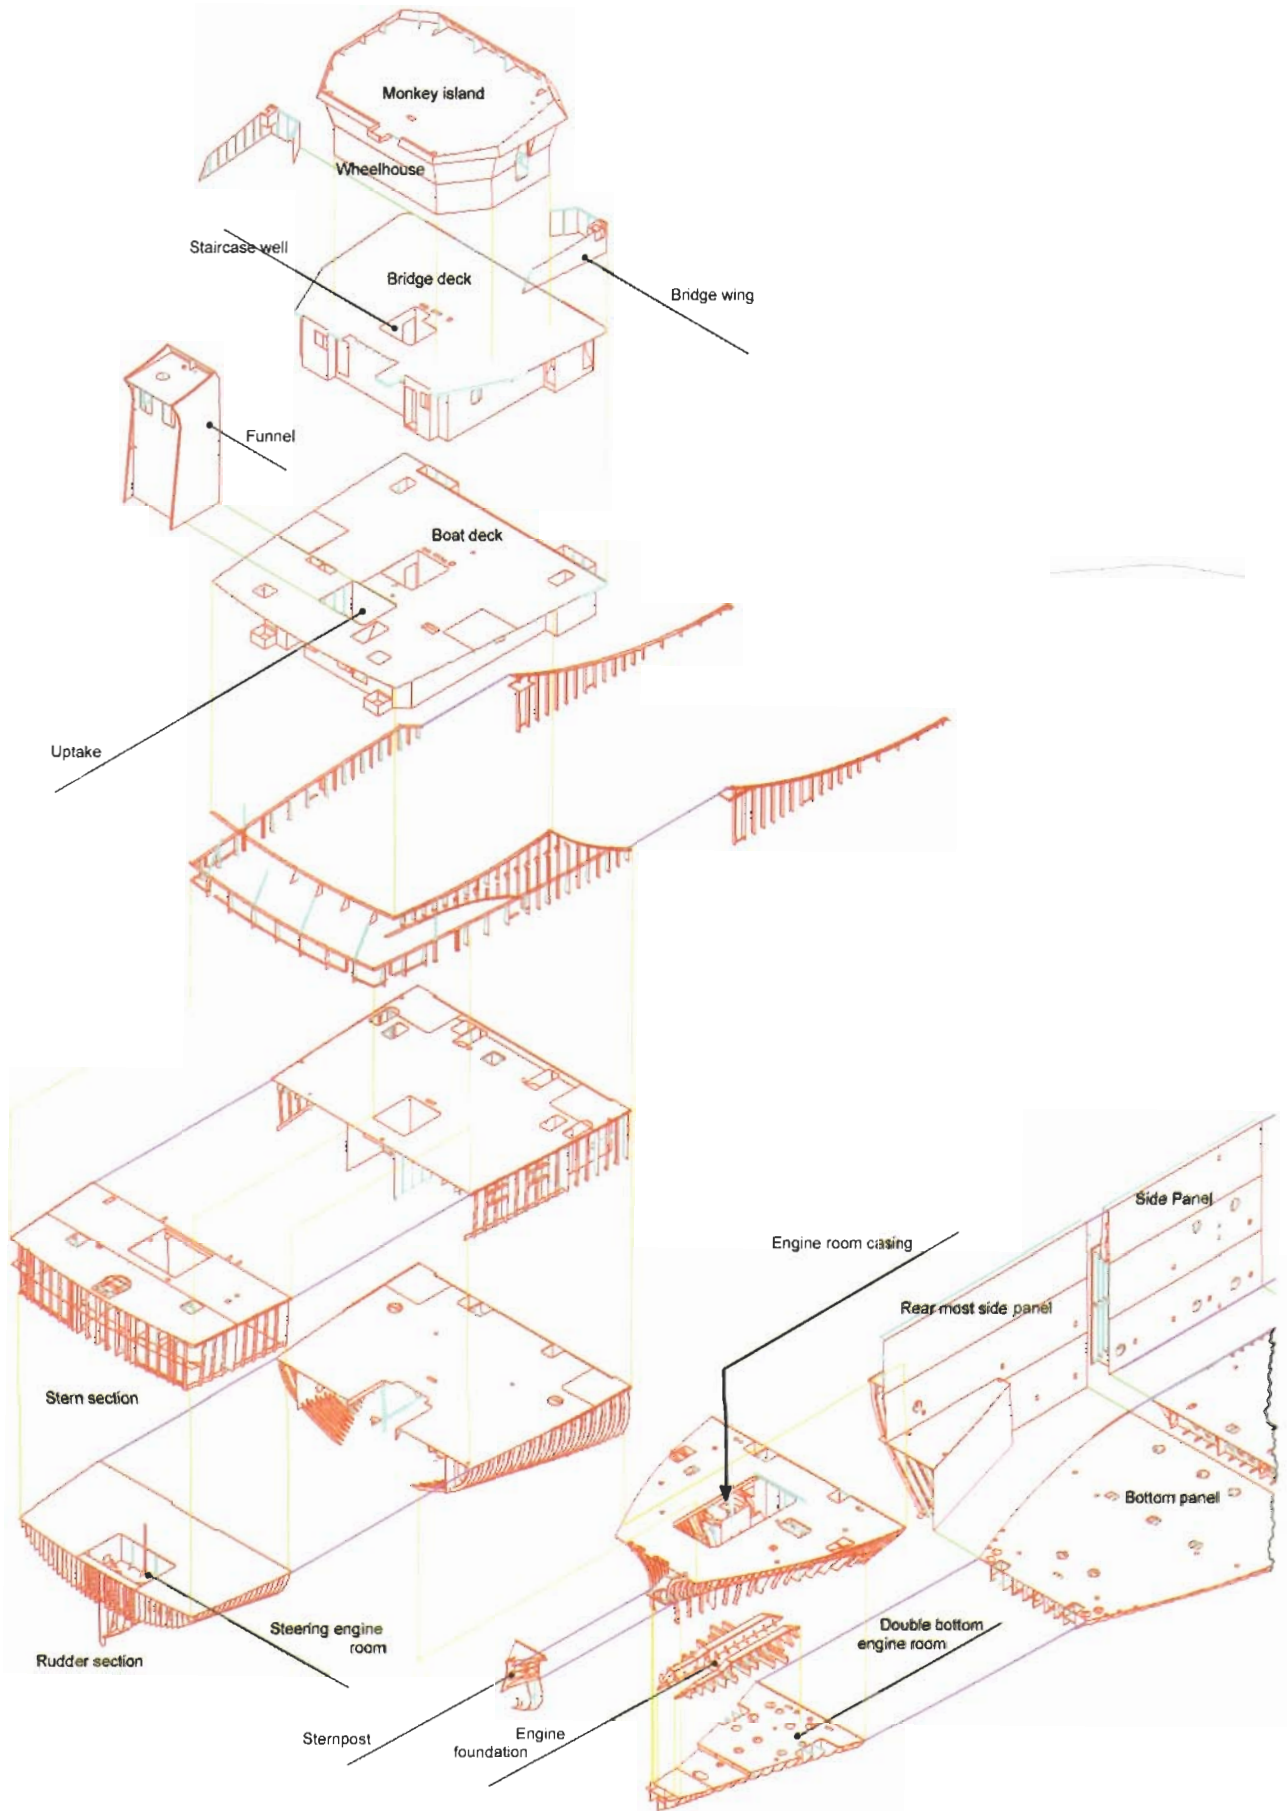 Monkey island
Wheelhouse
Staircase well
Bridge deck
Bridge wing
Funnel
Boat deck
Uptake
Side Panel
Engine room casing
Rear most side panel
Stern section
Bottom panel
Steering engine
room
Rudder section
Double bottom
engine room
Sternpost
Engine
foundation